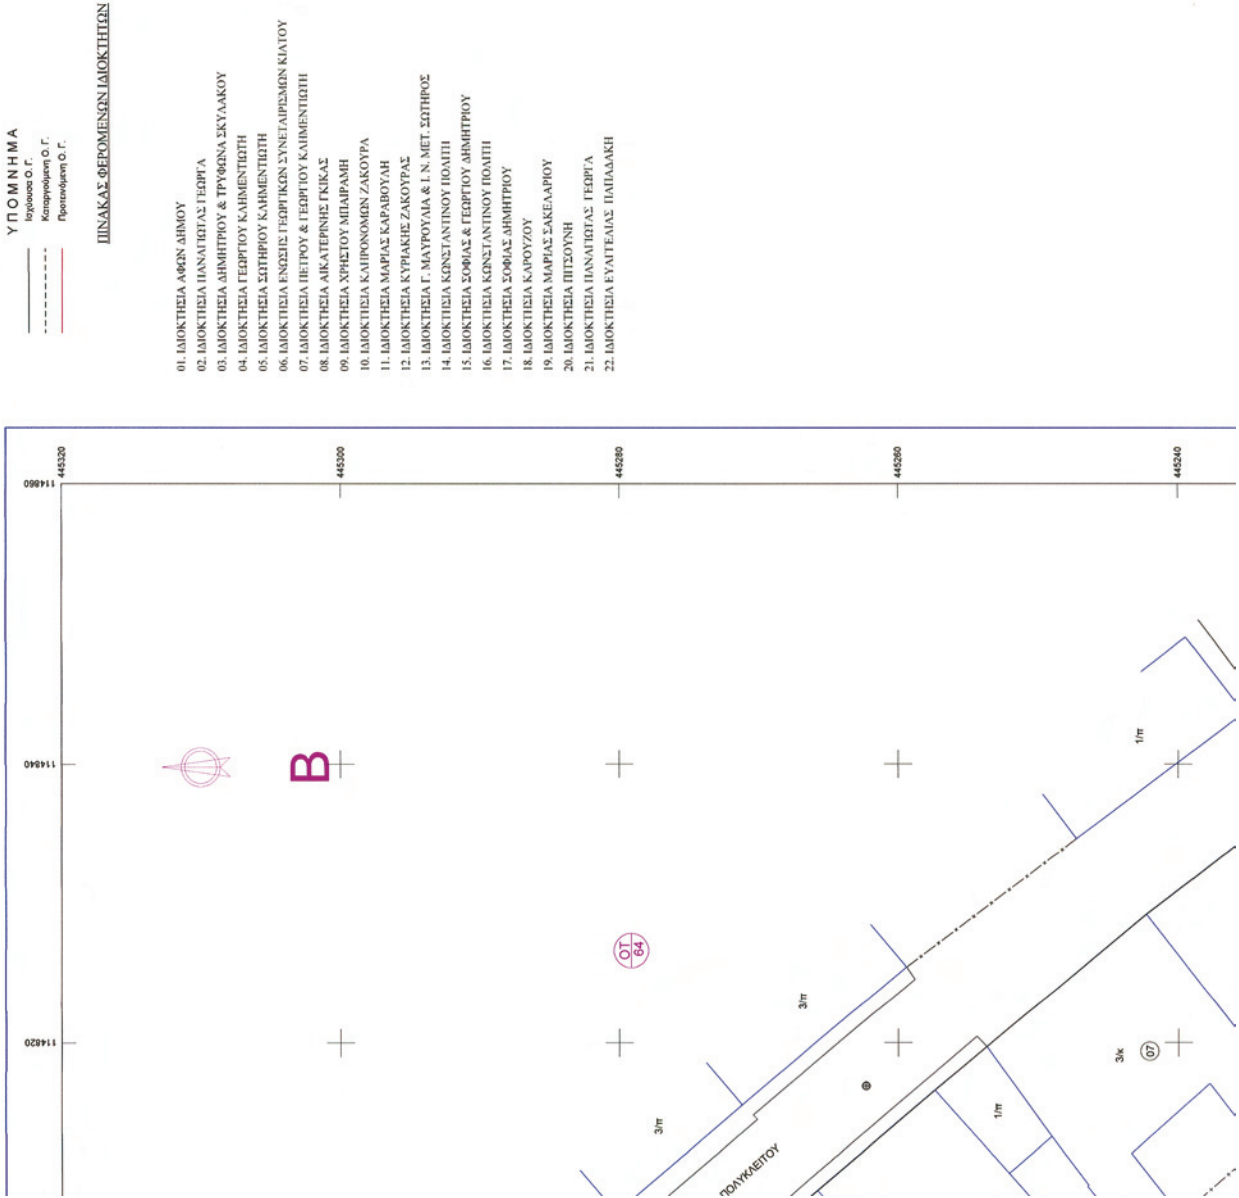 ΥΠΟΜΝΗΜΑ
Ισχύουσα Ο. Γ.
Καταργούμενη Ο. Γ.
Προτεινόμενη Ο. Γ.
ΠΙΝΑΚΑΣ ΦΕΡΟΜΕΝΩΝ ΙΔΙΟΚΤΗΤΩΝ
01. ΙΔΙΟΚΤΗΣΙΑ ΑΦΩΝ ΔΗΜΟΥ
02. ΙΔΙΟΚΤΗΣΙΑ ΠΑΝΑΓΙΩΤΑΣ ΓΕΩΡΓΑ
03. ΙΔΙΟΚΤΗΣΙΑ ΔΗΜΗΤΡΙΟΥ & ΤΡΥΦΩΝΑ ΣΚΥΛΑΚΟΥ
04. ΙΔΙΟΚΤΗΣΙΑ ΓΕΩΡΓΙΟΥ ΚΛΗΜΕΝΤΙΩΤΗ
05. ΙΔΙΟΚΤΗΣΙΑ ΣΩΤΗΡΙΟΥ ΚΛΗΜΕΝΤΙΩΤΗ
06. ΙΔΙΟΚΤΗΣΙΑ ΕΝΩΣΗΣ ΓΕΩΡΓΙΚΩΝ ΣΥΝΕΤΑΙΡΙΣΜΩΝ ΚΙΑΤΟΥ
07. ΙΔΙΟΚΤΗΣΙΑ ΠΕΤΡΟΥ & ΓΕΩΡΓΙΟΥ ΚΛΗΜΕΝΤΙΩΤΗ
08. ΙΔΙΟΚΤΗΣΙΑ ΑΙΚΑΤΕΡΙΝΗΣ ΓΚΙΚΑΣ
09. ΙΔΙΟΚΤΗΣΙΑ ΧΡΗΣΤΟΥ ΜΠΑΙΡΑΜΗ
10. ΙΔΙΟΚΤΗΣΙΑ ΚΛΗΡΟΝΟΜΩΝ ΖΑΚΟΥΡΑ
11. ΙΔΙΟΚΤΗΣΙΑ ΜΑΡΙΑΣ ΚΑΡΑΒΟΥΛΗ
12. ΙΔΙΟΚΤΗΣΙΑ ΚΥΡΙΑΚΗΣ ΖΑΚΟΥΡΑΣ
13. ΙΔΙΟΚΤΗΣΙΑ Γ. ΜΑΥΡΟΥΛΙΑ & Ι. Ν. ΜΕΤ. ΣΩΤΗΡΟΣ
14. ΙΔΙΟΚΤΗΣΙΑ ΚΩΝΣΤΑΝΤΙΝΟΥ ΠΟΛΙΤΗ
15. ΙΔΙΟΚΤΗΣΙΑ ΣΟΦΙΑΣ & ΓΕΩΡΓΙΟΥ ΔΗΜΗΤΡΙΟΥ
16. ΙΔΙΟΚΤΗΣΙΑ ΚΩΝΣΤΑΝΤΙΝΟΥ ΠΟΛΙΤΗ
17. ΙΔΙΟΚΤΗΣΙΑ ΣΟΦΙΑΣ ΔΗΜΗΤΡΙΟΥ
18. ΙΔΙΟΚΤΗΣΙΑ ΚΑΡΟΥΖΟΥ
19. ΙΔΙΟΚΤΗΣΙΑ ΜΑΡΙΑΣ ΣΑΚΕΛΑΡΙΟΥ
20. ΙΔΙΟΚΤΗΣΙΑ ΠΙΤΣΟΥΝΗ
21. ΙΔΙΟΚΤΗΣΙΑ ΠΑΝΑΓΙΩΤΑΣ ΓΕΩΡΓΑ
22. ΙΔΙΟΚΤΗΣΙΑ ΕΥΑΓΓΕΛΙΑΣ ΠΑΠΑΔΑΚΗ
445320
445300
445280
445260
445240
114860
114840
114820
Β
ΟΤ
64
1/π
3/π
3/π
3/κ
07
1/π
ΠΟΛΥΚΛΕΙΤΟΥ